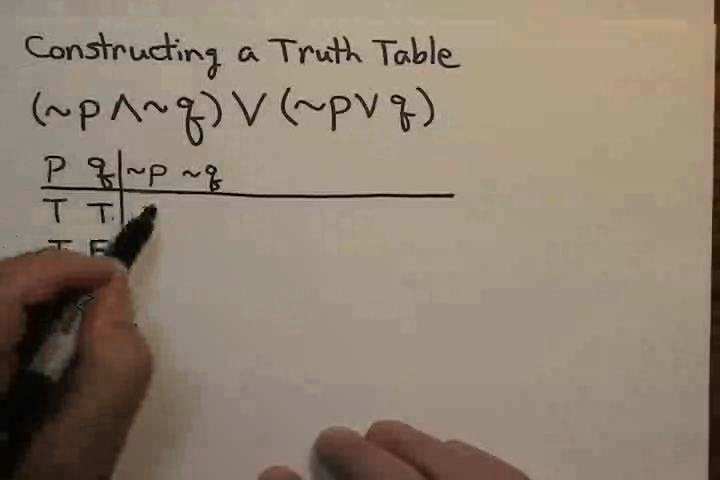 Constructing a Truth Table
(~p ∧ ~q) ∨ (~p ∨ q)
P q ~p ~q
T T
T F